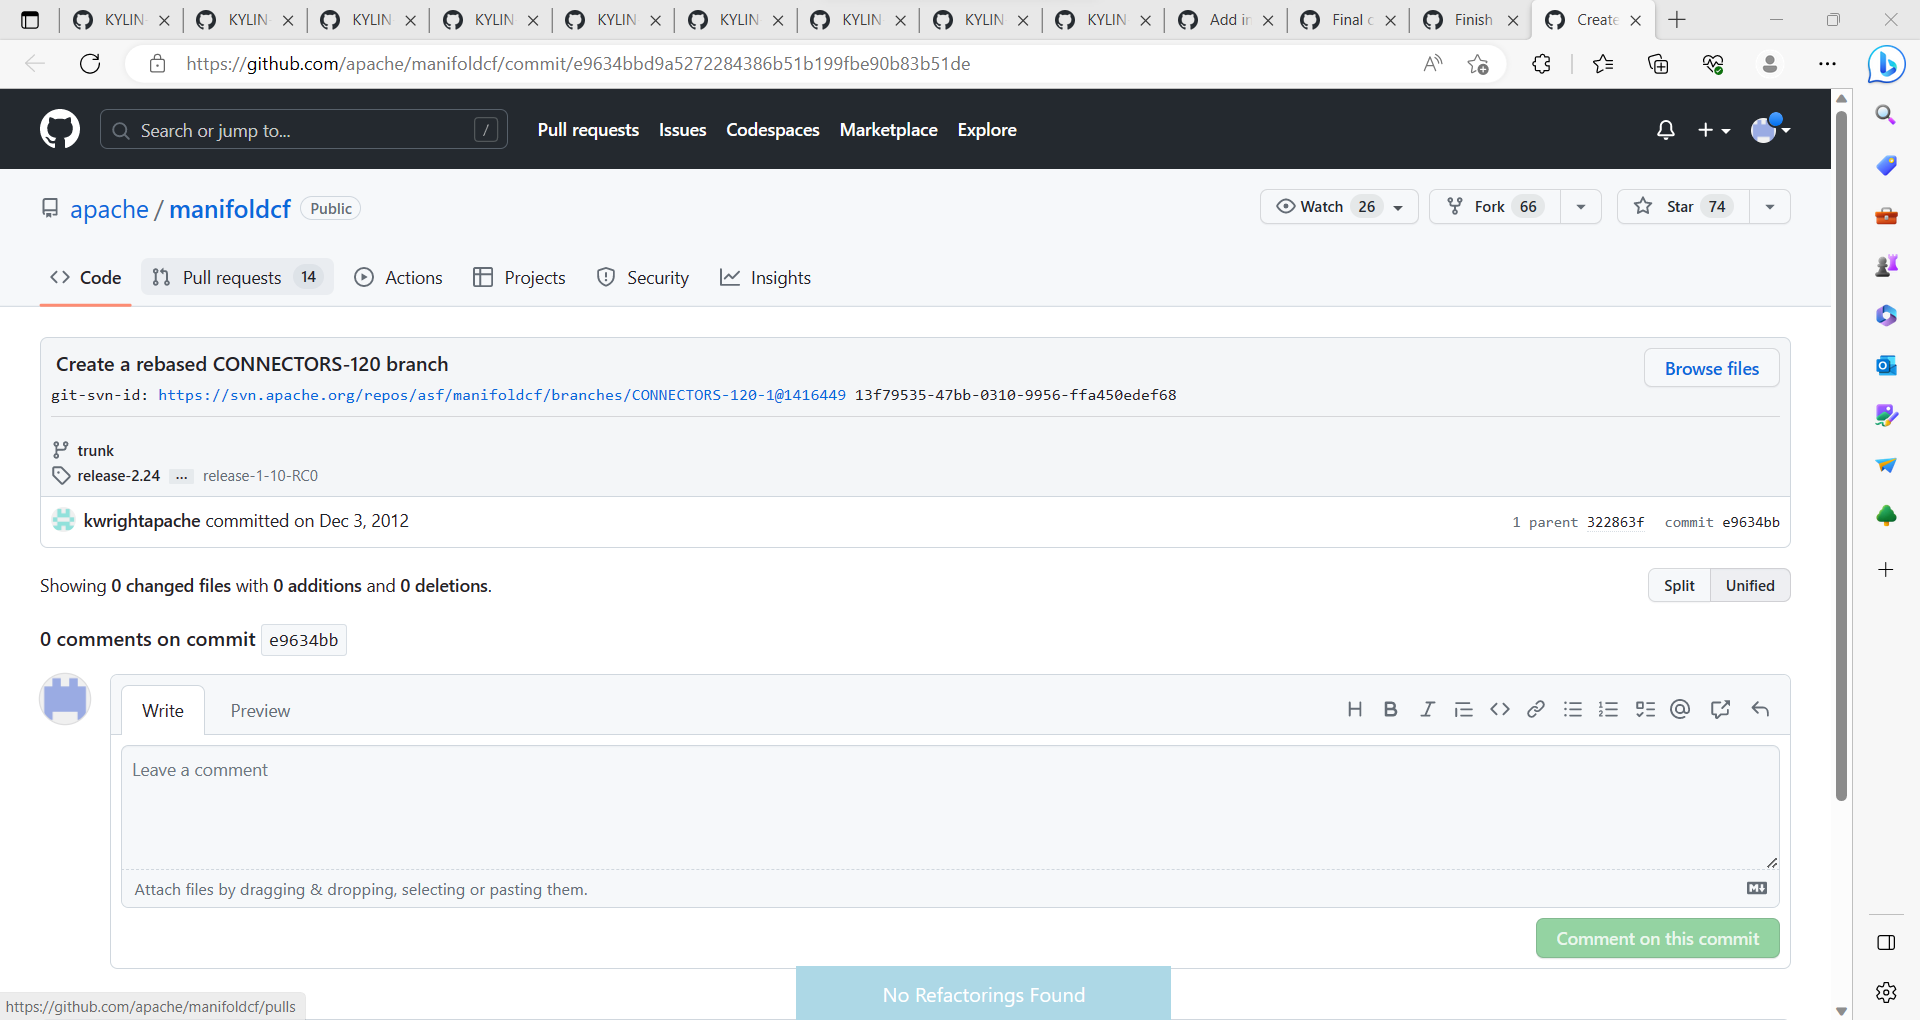 KYLIN KYLIN KYLIN KYLIN KYLIN KYLIN KYLIN KYLIN KYLIN Add in Final c Finish Create
https://github.com/apache/manifoldcf/commit/e9634bbd9a5272284386b51b199fbe90b83b51de
Search or jump to... / Pull requests Issues Codespaces Marketplace Explore
apache / manifoldcf Public Watch 26 Fork 66 Star 74
Code Pull requests 14 Actions Projects Security Insights
Create a rebased CONNECTORS-120 branch Browse files
git-svn-id: https://svn.apache.org/repos/asf/manifoldcf/branches/CONNECTORS-120-1@1416449 13f79535-47bb-0310-9956-ffa450edef68
trunk
release-2.24 ... release-1-10-RC0
kwrightapache committed on Dec 3, 2012 1 parent 322863f commit e9634bb
Showing 0 changed files with 0 additions and 0 deletions. Split Unified
0 comments on commit e9634bb
Write Preview
Leave a comment
Attach files by dragging & dropping, selecting or pasting them.
Comment on this commit
No Refactorings Found
https://github.com/apache/manifoldcf/pulls